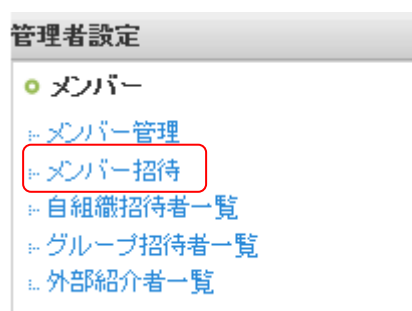 管理者設定
メンバー
メンバー管理
メンバー招待
自組織招待者一覧
グループ招待者一覧
外部紹介者一覧